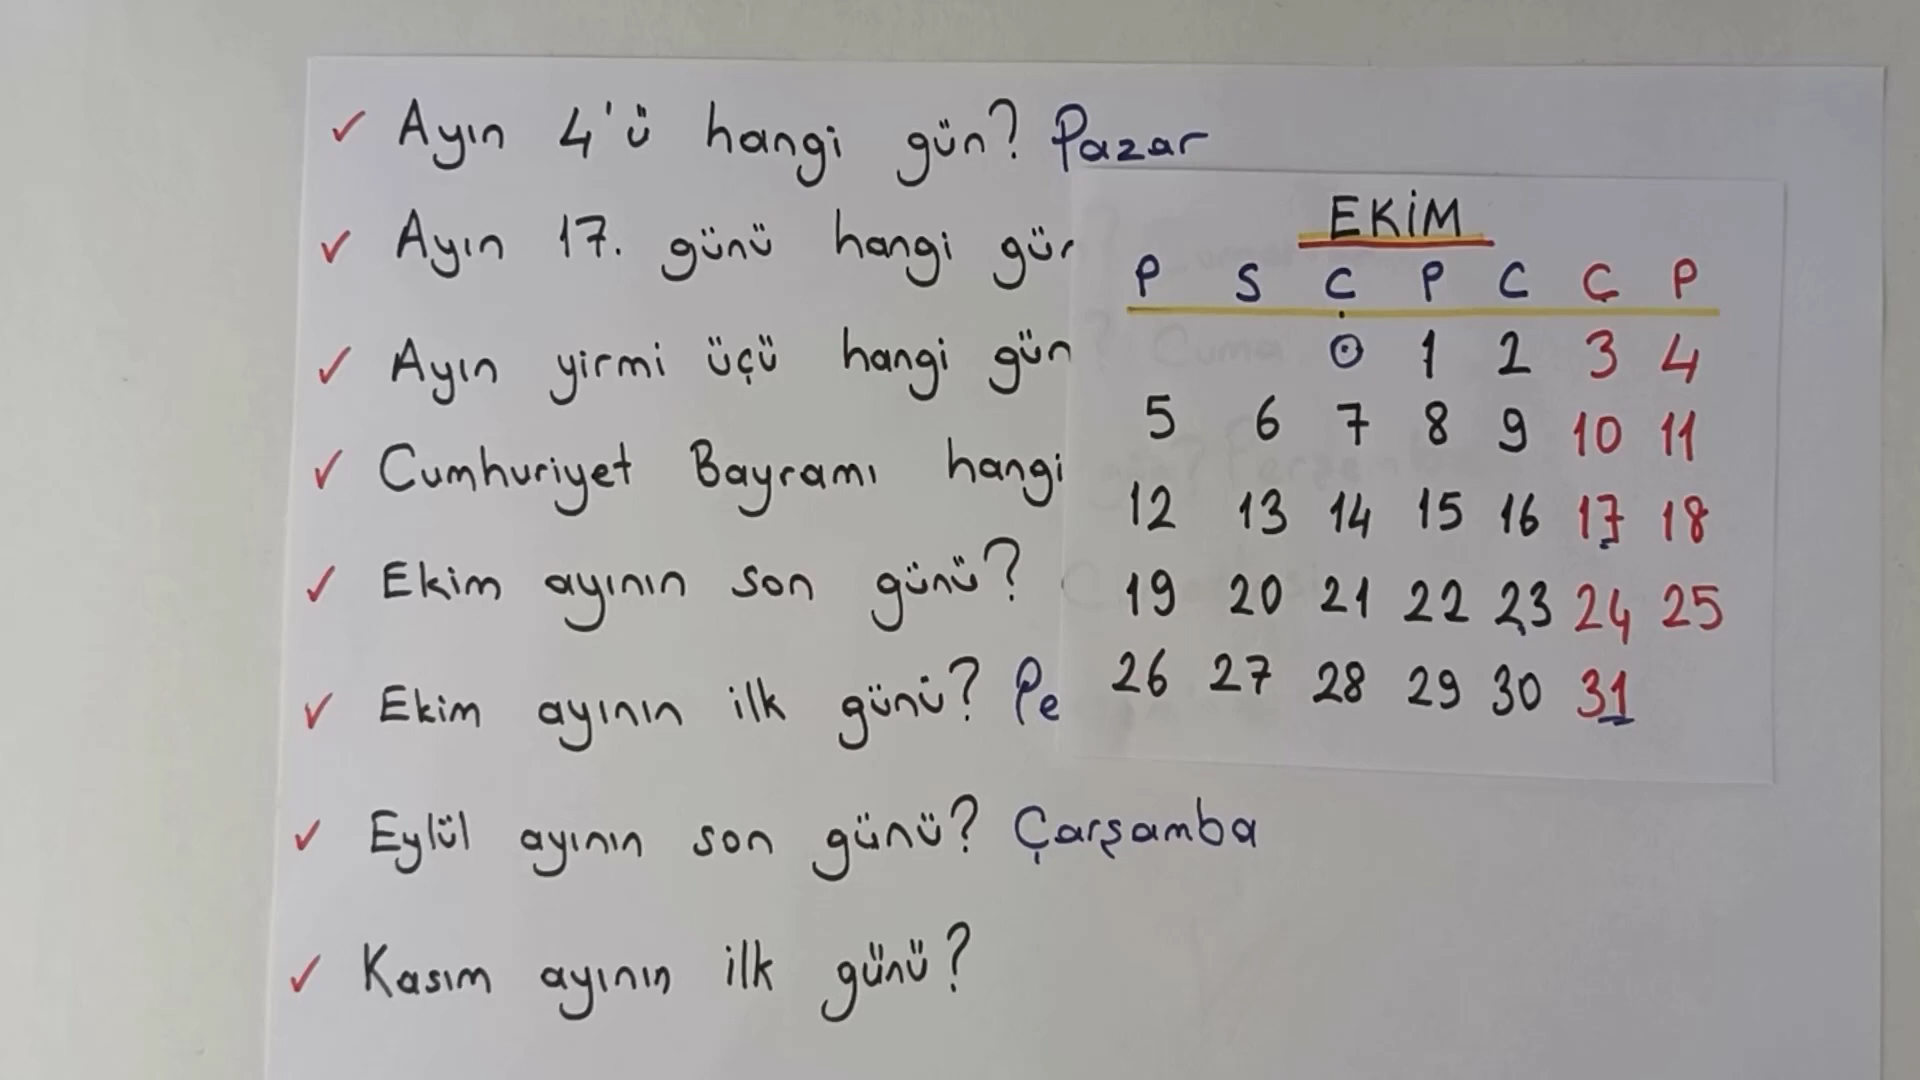 Ayın 4'ü hangi gün? Pazar
Ayın 17. günü hangi gün
Ayın yirmi üçü hangi gün
Cumhuriyet Bayramı hangi
Ekim ayının son günü?
Ekim ayının ilk günü? Pe
Eylül ayının son günü? Çarşamba
Kasım ayının ilk günü?
EKİM
P S Ç P C Ç P
0 1 2 3 4
5 6 7 8 9 10 11
12 13 14 15 16 17 18
19 20 21 22 23 24 25
26 27 28 29 30 31